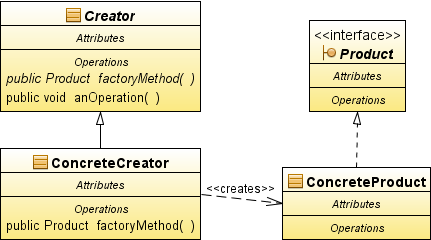 Creator
Attributes
Operations
public Product factoryMethod( )
public void anOperation( )
<<interface>>
Product
Attributes
Operations
ConcreteCreator
Attributes
Operations
public Product factoryMethod( )
<<creates>>
ConcreteProduct
Attributes
Operations